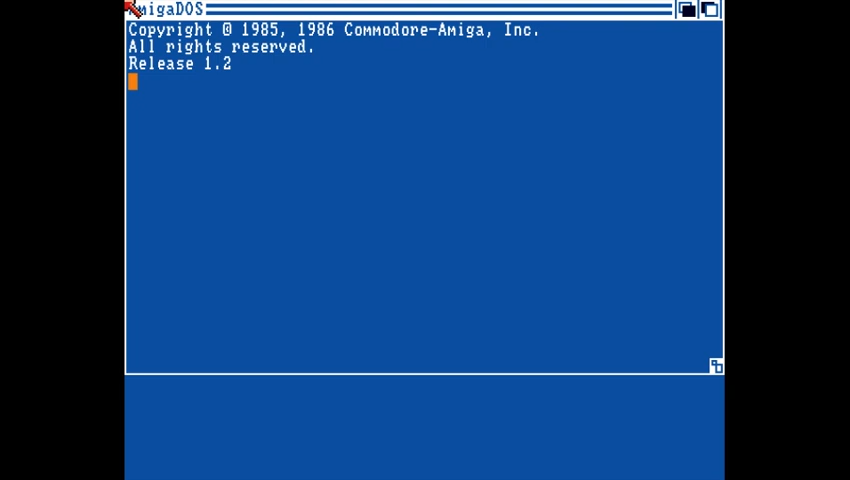 AmigaDOS
Copyright © 1985, 1986 Commodore-Amiga, Inc.
All rights reserved.
Release 1.2